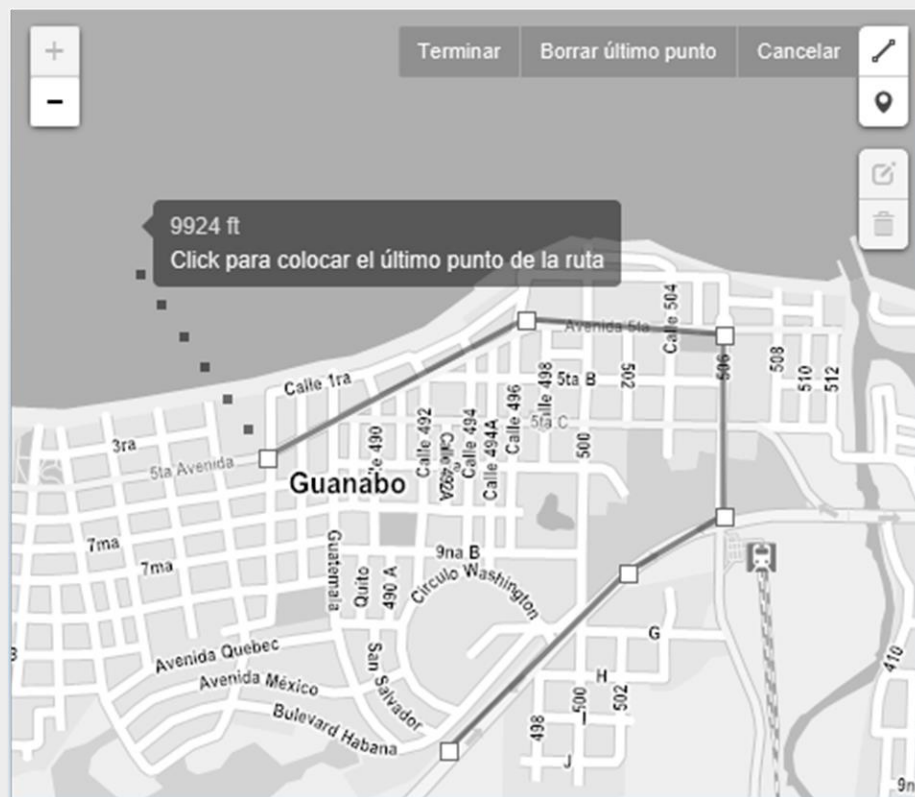 +
Terminar Borrar último punto Cancelar
-
9924 ft
Click para colocar el último punto de la ruta
Calle 504
Avenida 5ta
506
508
510
512
502
5ta B
Calle 1ra
Calle 498
Calle 496
5ta C
Calle 492
Calle 494
Calle 494A
Calle 492A
490
500
3ra
5ta Avenida
Guanabo
7ma
7ma
9na B
Guatemala
Quito
490 A
Circulo Washington
G
H
Avenida Quebec
San Salvador
Avenida México
Bulevard Habana
498
500
502
I
J
410